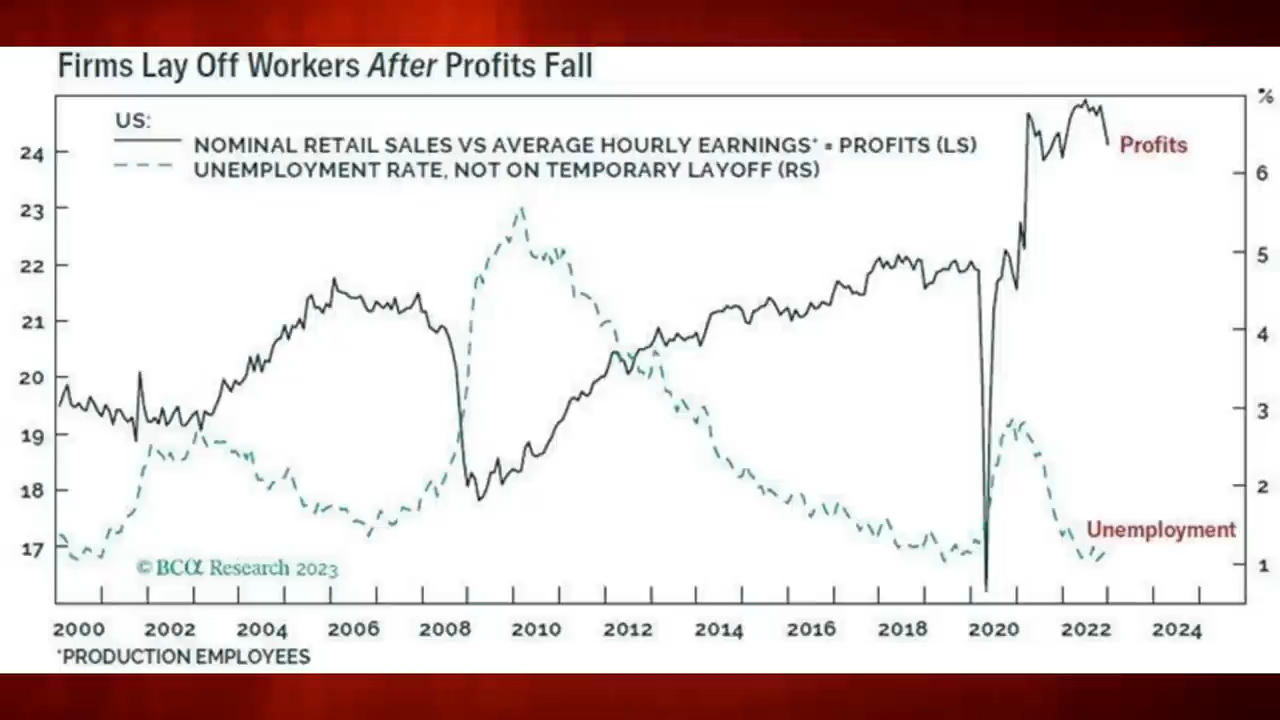 Firms Lay Off Workers After Profits Fall
%
US:
NOMINAL RETAIL SALES VS AVERAGE HOURLY EARNINGS* = PROFITS (LS)
UNEMPLOYMENT RATE, NOT ON TEMPORARY LAYOFF (RS)
Profits
24
23
22
21
20
19
18
17
6
5
4
3
2
1
Unemployment
© BCα Research 2023
2000 2002 2004 2006 2008 2010 2012 2014 2016 2018 2020 2022 2024
*PRODUCTION EMPLOYEES